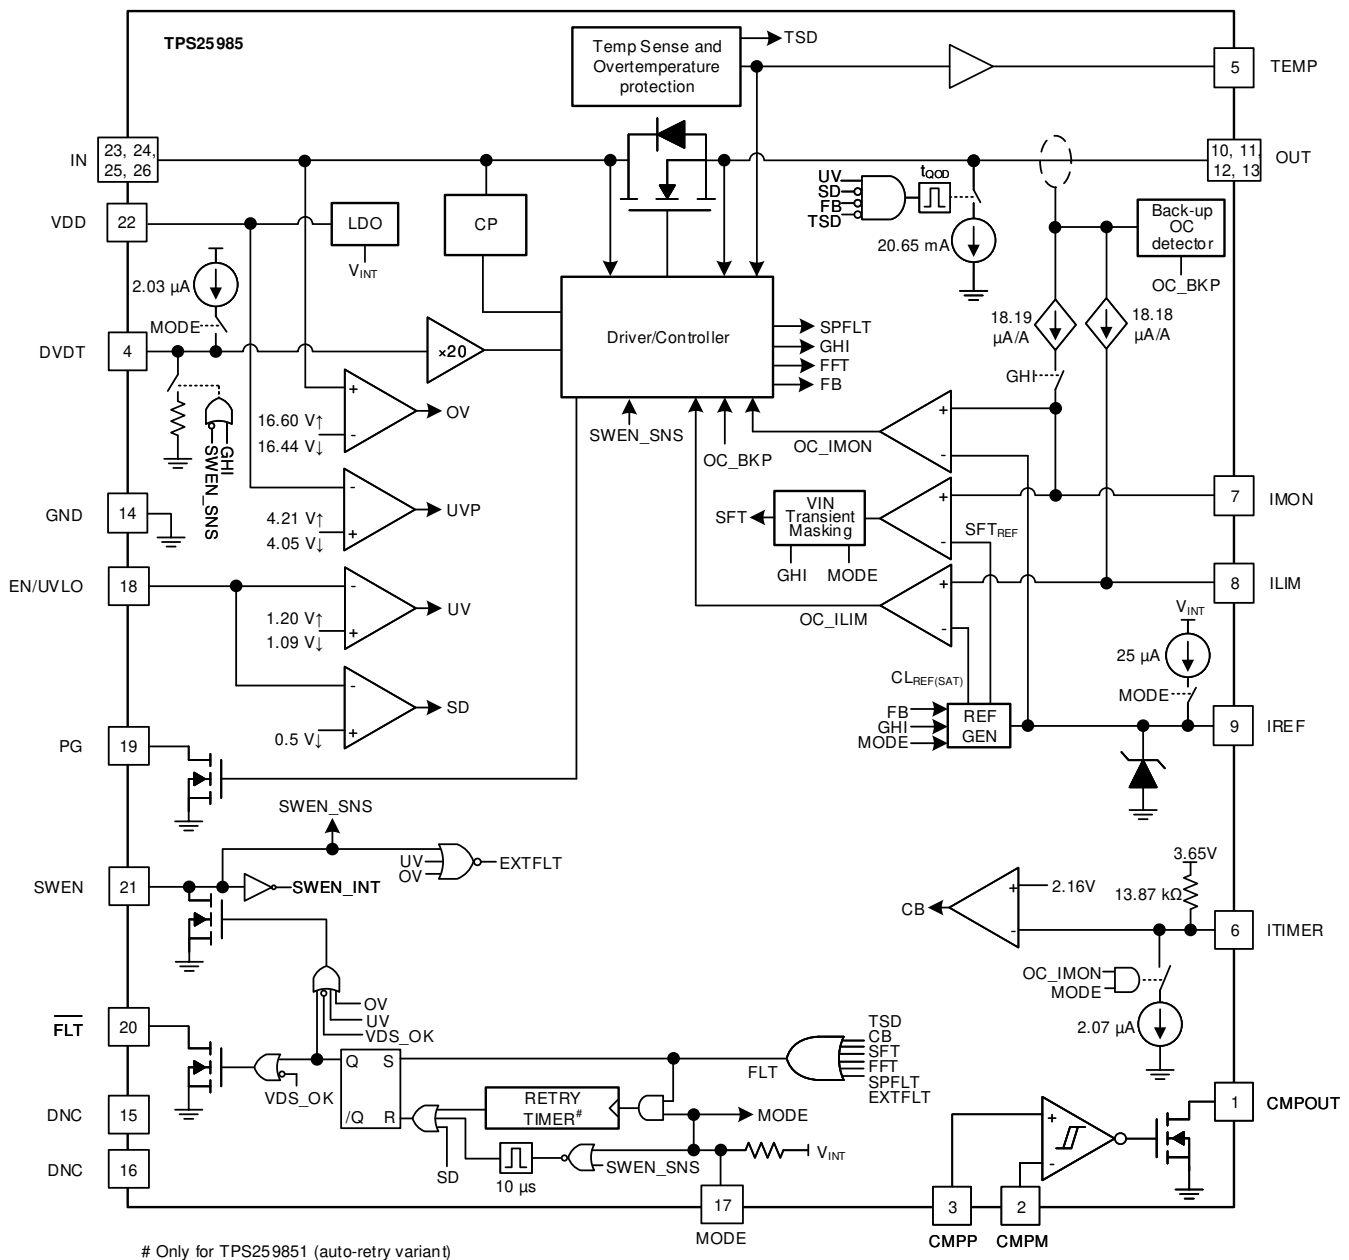 TPS25985
Temp Sense and
Overtemperature
protection
TSD
5
TEMP
IN
23, 24,
25, 26
10, 11,
12, 13
OUT
VDD
22
LDO
V_INT
CP
UV
SD
FB
TSD
t_QOD
20.65 mA
Back-up
OC
detector
OC_BKP
2.03 µA
MODE
DVDT
4
×20
Driver/Controller
SPFLT
GHI
FFT
FB
18.19
µA/A
18.18
µA/A
GHI
16.60 V↑
16.44 V↓
+
-
OV
GHI
SWEN_SNS
SWEN_SNS
OC_BKP
OC_IMON
+
-
GND
14
4.21 V↑
4.05 V↓
-
+
UVP
SFT
VIN
Transient
Masking
GHI
MODE
+
-
SFT_REF
7
IMON
EN/UVLO
18
1.20 V↑
1.09 V↓
-
+
UV
OC_ILIM
+
-
8
ILIM
0.5 V↓
-
+
SD
CL_REF(SAT)
V_INT
25 µA
MODE
PG
19
FB
GHI
MODE
REF
GEN
9
IREF
SWEN_SNS
UV
OV
EXTFLT
SWEN
21
SWEN_INT
CB
+
-
2.16V
3.65V
13.87 kΩ
6
ITIMER
OC_IMON
MODE
2.07 µA
OV
UV
VDS_OK
FLT
20
VDS_OK
Q
S
/Q
R
FLT
TSD
CB
SFT
FFT
SPFLT
EXTFLT
RETRY
TIMER#
MODE
DNC
15
DNC
16
SD
10 µs
SWEN_SNS
V_INT
17
MODE
+
-
1
CMPOUT
3
CMPP
2
CMPM
# Only for TPS259851 (auto-retry variant)